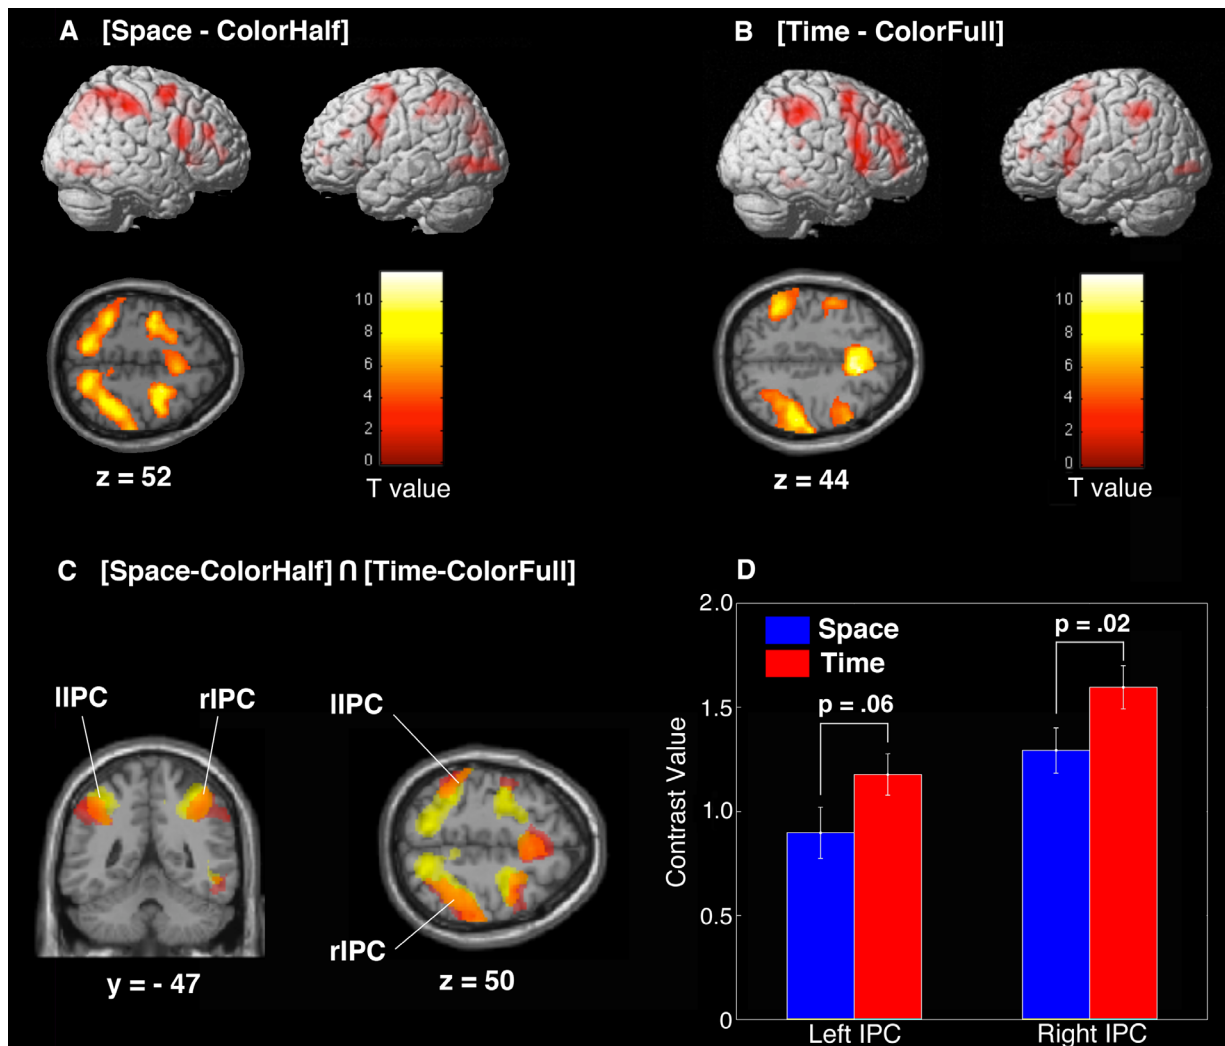 A [Space - ColorHalf]
B [Time - ColorFull]
10
8
6
4
2
0
T value
z = 52
10
8
6
4
2
0
T value
z = 44
C [Space-ColorHalf] ∩ [Time-ColorFull]
lIPC
rIPC
y = - 47
lIPC
rIPC
z = 50
D
2.0
1.5
1.0
0.5
0
Contrast Value
Space
Time
p = .06
p = .02
Left IPC
Right IPC